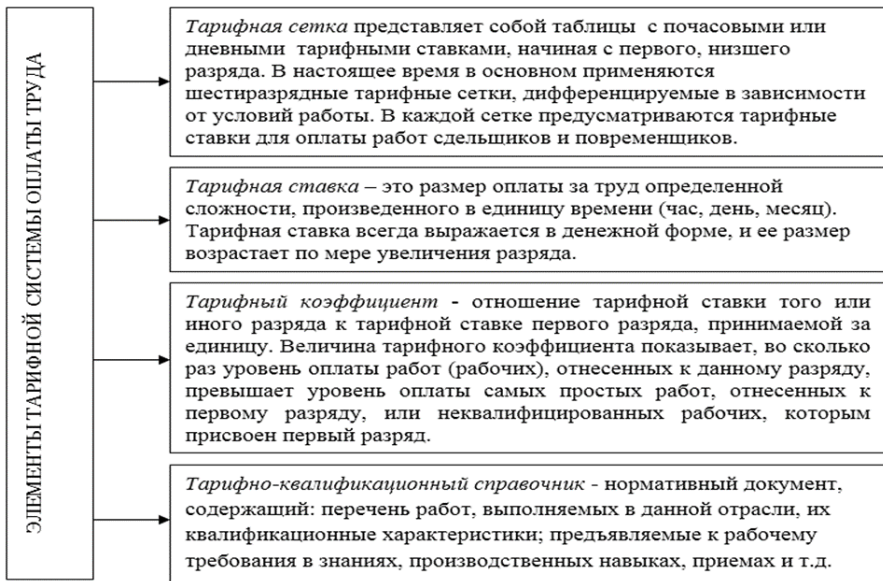 ЭЛЕМЕНТЫ ТАРИФНОЙ СИСТЕМЫ ОПЛАТЫ ТРУДА
Тарифная сетка представляет собой таблицы с почасовыми или
дневными тарифными ставками, начиная с первого, низшего
разряда. В настоящее время в основном применяются
шестиразрядные тарифные сетки, дифференцируемые в зависимости
от условий работы. В каждой сетке предусматриваются тарифные
ставки для оплаты работ сдельщиков и повременщиков.
Тарифная ставка – это размер оплаты за труд определенной
сложности, произведенного в единицу времени (час, день, месяц).
Тарифная ставка всегда выражается в денежной форме, и ее размер
возрастает по мере увеличения разряда.
Тарифный коэффициент - отношение тарифной ставки того или
иного разряда к тарифной ставке первого разряда, принимаемой за
единицу. Величина тарифного коэффициента показывает, во сколько
раз уровень оплаты работ (рабочих), отнесенных к данному разряду,
превышает уровень оплаты самых простых работ, отнесенных к
первому разряду, или неквалифицированных рабочих, которым
присвоен первый разряд.
Тарифно-квалификационный справочник - нормативный документ,
содержащий: перечень работ, выполняемых в данной отрасли, их
квалификационные характеристики; предъявляемые к рабочему
требования в знаниях, производственных навыках, приемах и т.д.